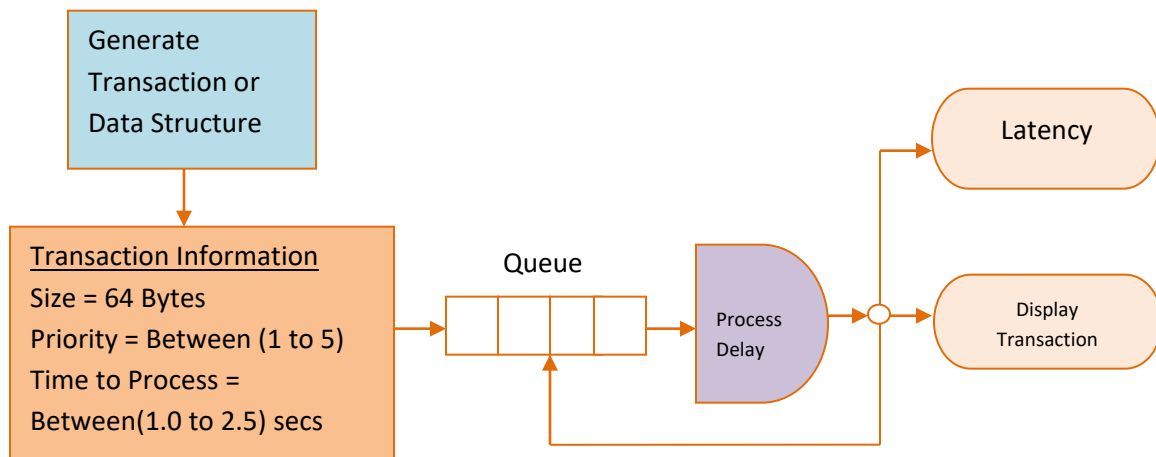 Generate
Transaction or
Data Structure
Transaction Information
Size = 64 Bytes
Priority = Between (1 to 5)
Time to Process =
Between(1.0 to 2.5) secs
Queue
Process
Delay
Latency
Display
Transaction